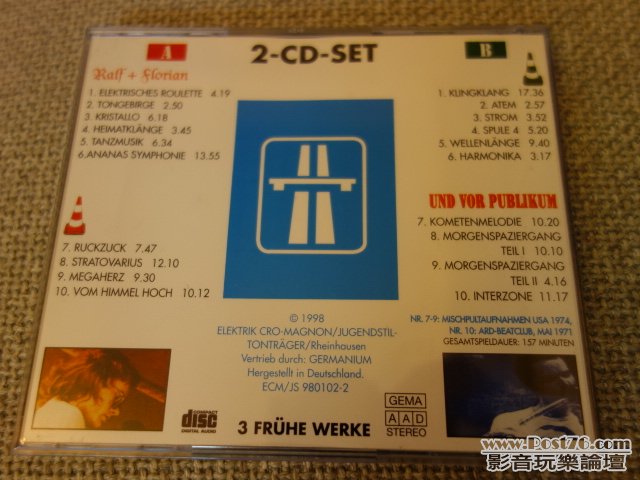 A
2-CD-SET
B
Ralf + Florian
1. ELEKTRISCHES ROULETTE 4.19
2. TONGEBIRGE 2.50
3. KRISTALLO 6.18
4. HEIMATKLÄNGE 3.45
5. TANZMUSIK 6.34
6. ANANAS SYMPHONIE 13.55
7. RUCKZUCK 7.47
8. STRATOVARIUS 12.10
9. MEGAHERZ 9.30
10. VOM HIMMEL HOCH 10.12
1. KLINGKLANG 17.36
2. ATEM 2.57
3. STROM 3.52
4. SPULE 4 5.20
5. WELLENLÄNGE 9.40
6. HARMONIKA 3.17
UND VOR PUBLIKUM
7. KOMETENMELODIE 10.20
8. MORGENSPAZIERGANG
TEIL I 10.10
9. MORGENSPAZIERGANG
TEIL II 4.16
10. INTERZONE 11.17
NR. 7-9: MISCHPULTAUFNAHMEN USA 1974,
NR. 10: ARD-BEATCLUB, MAI 1971
GESAMTSPIELDAUER: 157 MINUTEN
© 1998
ELEKTRIK CRO-MAGNON/JUGENDSTIL-
TONTRÄGER/Rheinhausen
Vertrieb durch: GERMANIUM
Hergestellt in Deutschland.
ECM/JS 980102-2
COMPACT
disc
DIGITAL AUDIO
3 FRÜHE WERKE
GEMA
AAD
STEREO
www.Post76.com
影音玩樂論壇